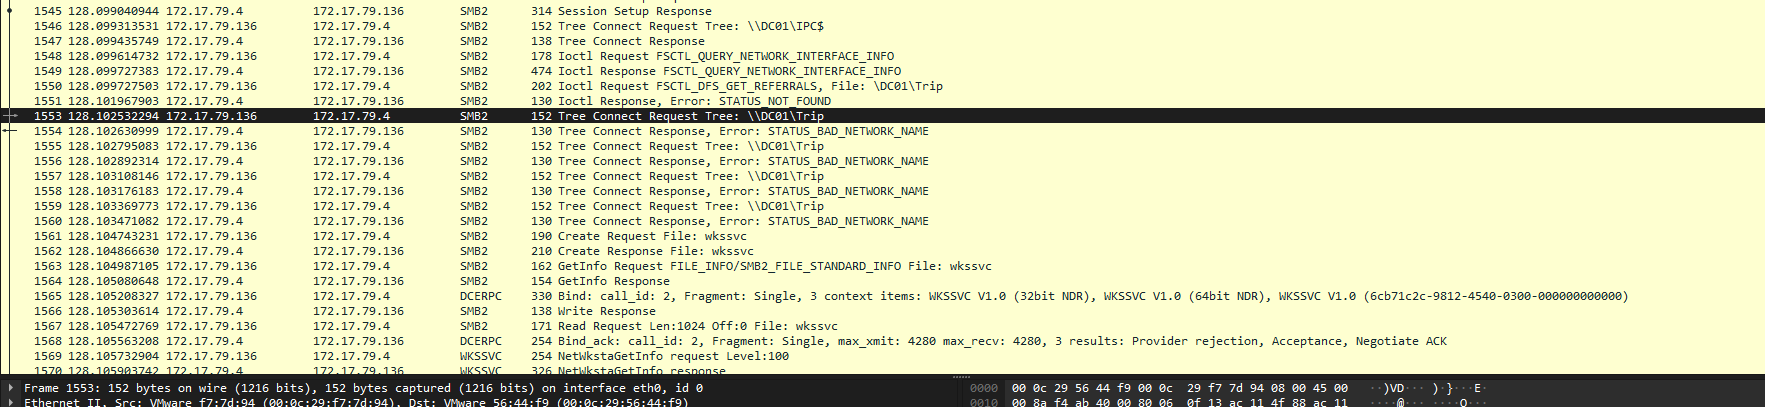 1545 128.099040944 172.17.79.4 172.17.79.136 SMB2 314 Session Setup Response
1546 128.099313531 172.17.79.136 172.17.79.4 SMB2 152 Tree Connect Request Tree: \\DC01\IPC$
1547 128.099435749 172.17.79.4 172.17.79.136 SMB2 138 Tree Connect Response
1548 128.099614732 172.17.79.136 172.17.79.4 SMB2 178 Ioctl Request FSCTL_QUERY_NETWORK_INTERFACE_INFO
1549 128.099727383 172.17.79.4 172.17.79.136 SMB2 474 Ioctl Response FSCTL_QUERY_NETWORK_INTERFACE_INFO
1550 128.099727503 172.17.79.136 172.17.79.4 SMB2 202 Ioctl Request FSCTL_DFS_GET_REFERRALS, File: \DC01\Trip
1551 128.101967903 172.17.79.4 172.17.79.136 SMB2 130 Ioctl Response, Error: STATUS_NOT_FOUND
1553 128.102532294 172.17.79.136 172.17.79.4 SMB2 152 Tree Connect Request Tree: \\DC01\Trip
1554 128.102630999 172.17.79.4 172.17.79.136 SMB2 130 Tree Connect Response, Error: STATUS_BAD_NETWORK_NAME
1555 128.102795083 172.17.79.136 172.17.79.4 SMB2 152 Tree Connect Request Tree: \\DC01\Trip
1556 128.102892314 172.17.79.4 172.17.79.136 SMB2 130 Tree Connect Response, Error: STATUS_BAD_NETWORK_NAME
1557 128.103108146 172.17.79.136 172.17.79.4 SMB2 152 Tree Connect Request Tree: \\DC01\Trip
1558 128.103176183 172.17.79.4 172.17.79.136 SMB2 130 Tree Connect Response, Error: STATUS_BAD_NETWORK_NAME
1559 128.103369773 172.17.79.136 172.17.79.4 SMB2 152 Tree Connect Request Tree: \\DC01\Trip
1560 128.103471082 172.17.79.4 172.17.79.136 SMB2 130 Tree Connect Response, Error: STATUS_BAD_NETWORK_NAME
1561 128.104743231 172.17.79.136 172.17.79.4 SMB2 190 Create Request File: wkssvc
1562 128.104866630 172.17.79.4 172.17.79.136 SMB2 210 Create Response File: wkssvc
1563 128.104987105 172.17.79.136 172.17.79.4 SMB2 162 GetInfo Request FILE_INFO/SMB2_FILE_STANDARD_INFO File: wkssvc
1564 128.105080648 172.17.79.4 172.17.79.136 SMB2 154 GetInfo Response
1565 128.105208327 172.17.79.136 172.17.79.4 DCERPC 330 Bind: call_id: 2, Fragment: Single, 3 context items: WKSSVC V1.0 (32bit NDR), WKSSVC V1.0 (64bit NDR), WKSSVC V1.0 (6cb71c2c-9812-4540-0300-000000000000)
1566 128.105303614 172.17.79.4 172.17.79.136 SMB2 138 Write Response
1567 128.105472769 172.17.79.136 172.17.79.4 SMB2 171 Read Request Len:1024 Off:0 File: wkssvc
1568 128.105563208 172.17.79.4 172.17.79.136 DCERPC 254 Bind_ack: call_id: 2, Fragment: Single, max_xmit: 4280 max_recv: 4280, 3 results: Provider rejection, Acceptance, Negotiate ACK
1569 128.105732904 172.17.79.136 172.17.79.4 WKSSVC 254 NetWkstaGetInfo request Level:100
1570 128.105903742 172.17.79.4 172.17.79.136 WKSSVC 326 NetWkstaGetInfo response
Frame 1553: 152 bytes on wire (1216 bits), 152 bytes captured (1216 bits) on interface eth0, id 0
Ethernet II, Src: VMware_f7:7d:94 (00:0c:29:f7:7d:94), Dst: VMware_56:44:f9 (00:0c:29:56:44:f9)
0000 00 0c 29 56 44 f9 00 0c 29 f7 7d 94 08 00 45 00 ··)VD··· )·}···E·
0010 00 8a f4 ab 40 00 80 06 0f 13 ac 11 4f 88 ac 11 ····@··· ····O···